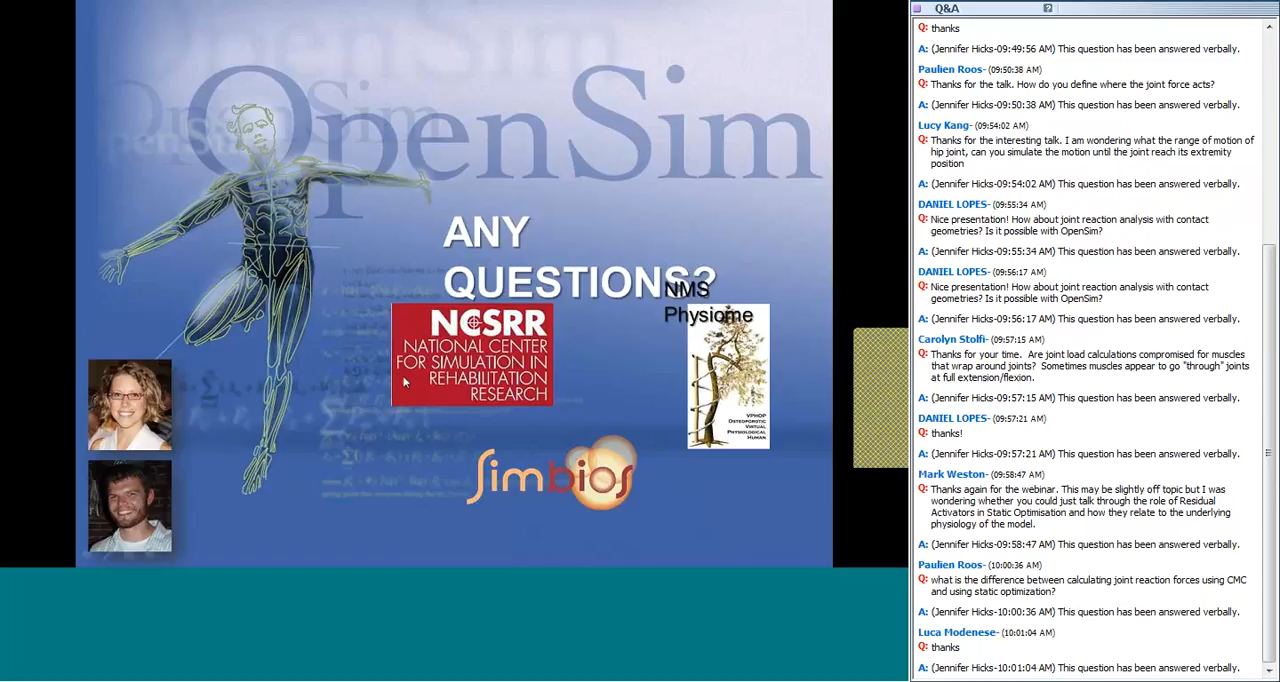 OpenSim
ANY
QUESTIONS?
NMS
Physiome
NCSRR
NATIONAL CENTER
FOR SIMULATION IN
REHABILITATION
RESEARCH
VPHOP
OSTEOPOROTIC
VIRTUAL
PHYSIOLOGICAL
HUMAN
Simbios
Q&A
Q: thanks
A: (Jennifer Hicks-09:49:56 AM) This question has been answered verbally.
Paulien Roos- (09:50:38 AM)
Q: Thanks for the talk. How do you define where the joint force acts?
A: (Jennifer Hicks-09:50:38 AM) This question has been answered verbally.
Lucy Kang- (09:54:02 AM)
Q: Thanks for the interesting talk. I am wondering what the range of motion of
hip joint, can you simulate the motion until the joint reach its extremity
position
A: (Jennifer Hicks-09:54:02 AM) This question has been answered verbally.
DANIEL LOPES- (09:55:34 AM)
Q: Nice presentation! How about joint reaction analysis with contact
geometries? Is it possible with OpenSim?
A: (Jennifer Hicks-09:55:34 AM) This question has been answered verbally.
DANIEL LOPES- (09:56:17 AM)
Q: Nice presentation! How about joint reaction analysis with contact
geometries? Is it possible with OpenSim?
A: (Jennifer Hicks-09:56:17 AM) This question has been answered verbally.
Carolyn Stolfi- (09:57:15 AM)
Q: Thanks for your time.  Are joint load calculations compromised for muscles
that wrap around joints?  Sometimes muscles appear to go "through" joints
at full extension/flexion.
A: (Jennifer Hicks-09:57:15 AM) This question has been answered verbally.
DANIEL LOPES- (09:57:21 AM)
Q: thanks!
A: (Jennifer Hicks-09:57:21 AM) This question has been answered verbally.
Mark Weston- (09:58:47 AM)
Q: Thanks again for the webinar. This may be slightly off topic but I was
wondering whether you could just talk through the role of Residual
Activators in Static Optimisation and how they relate to the underlying
physiology of the model.
A: (Jennifer Hicks-09:58:47 AM) This question has been answered verbally.
Paulien Roos- (10:00:36 AM)
Q: what is the difference between calculating joint reaction forces using CMC
and using static optimization?
A: (Jennifer Hicks-10:00:36 AM) This question has been answered verbally.
Luca Modenese- (10:01:04 AM)
Q: thanks
A: (Jennifer Hicks-10:01:04 AM) This question has been answered verbally.